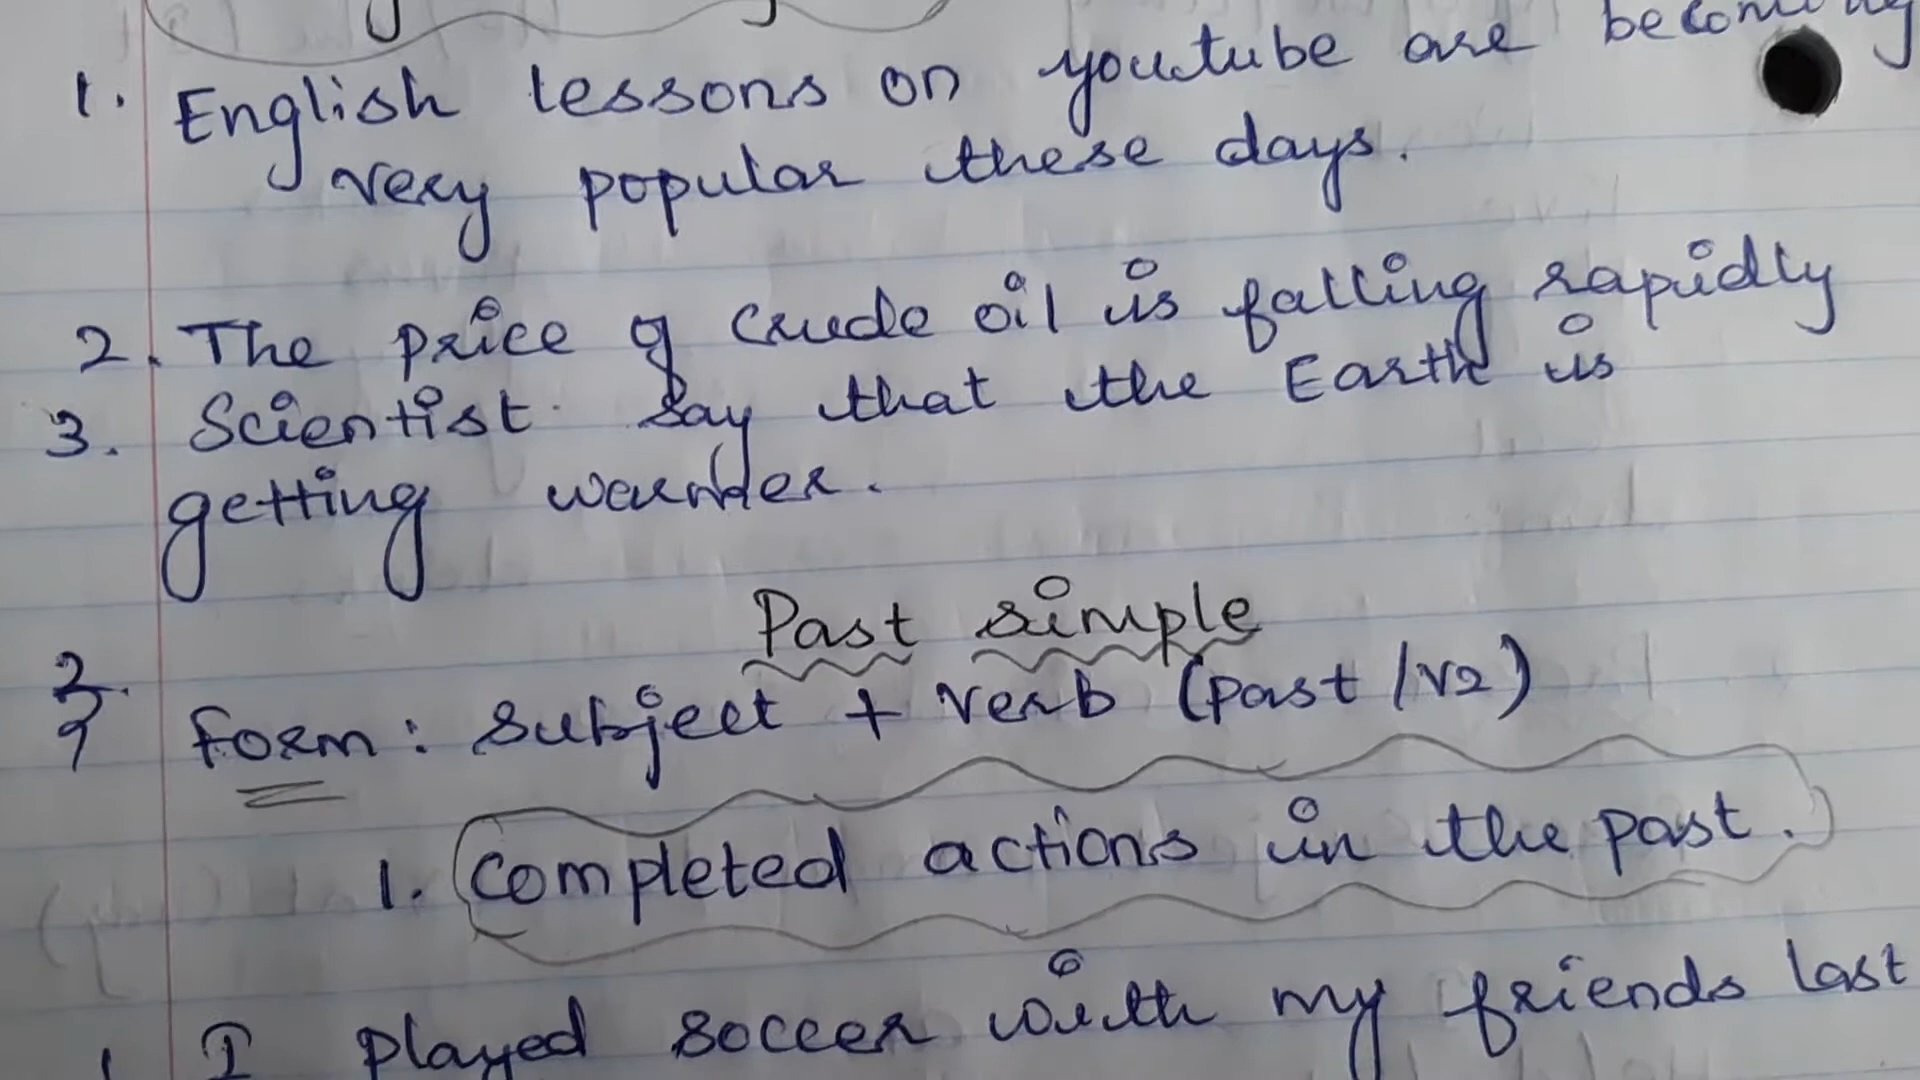 1. English lessons on youtube are becoming
very popular these days.
2. The price of crude oil is falling rapidly
3. Scientist say that the Earth is
getting warmer.
Past simple
2.
Form: Subject + Verb (past /v2)
1. Completed actions in the past.
I played soccer with my friends last